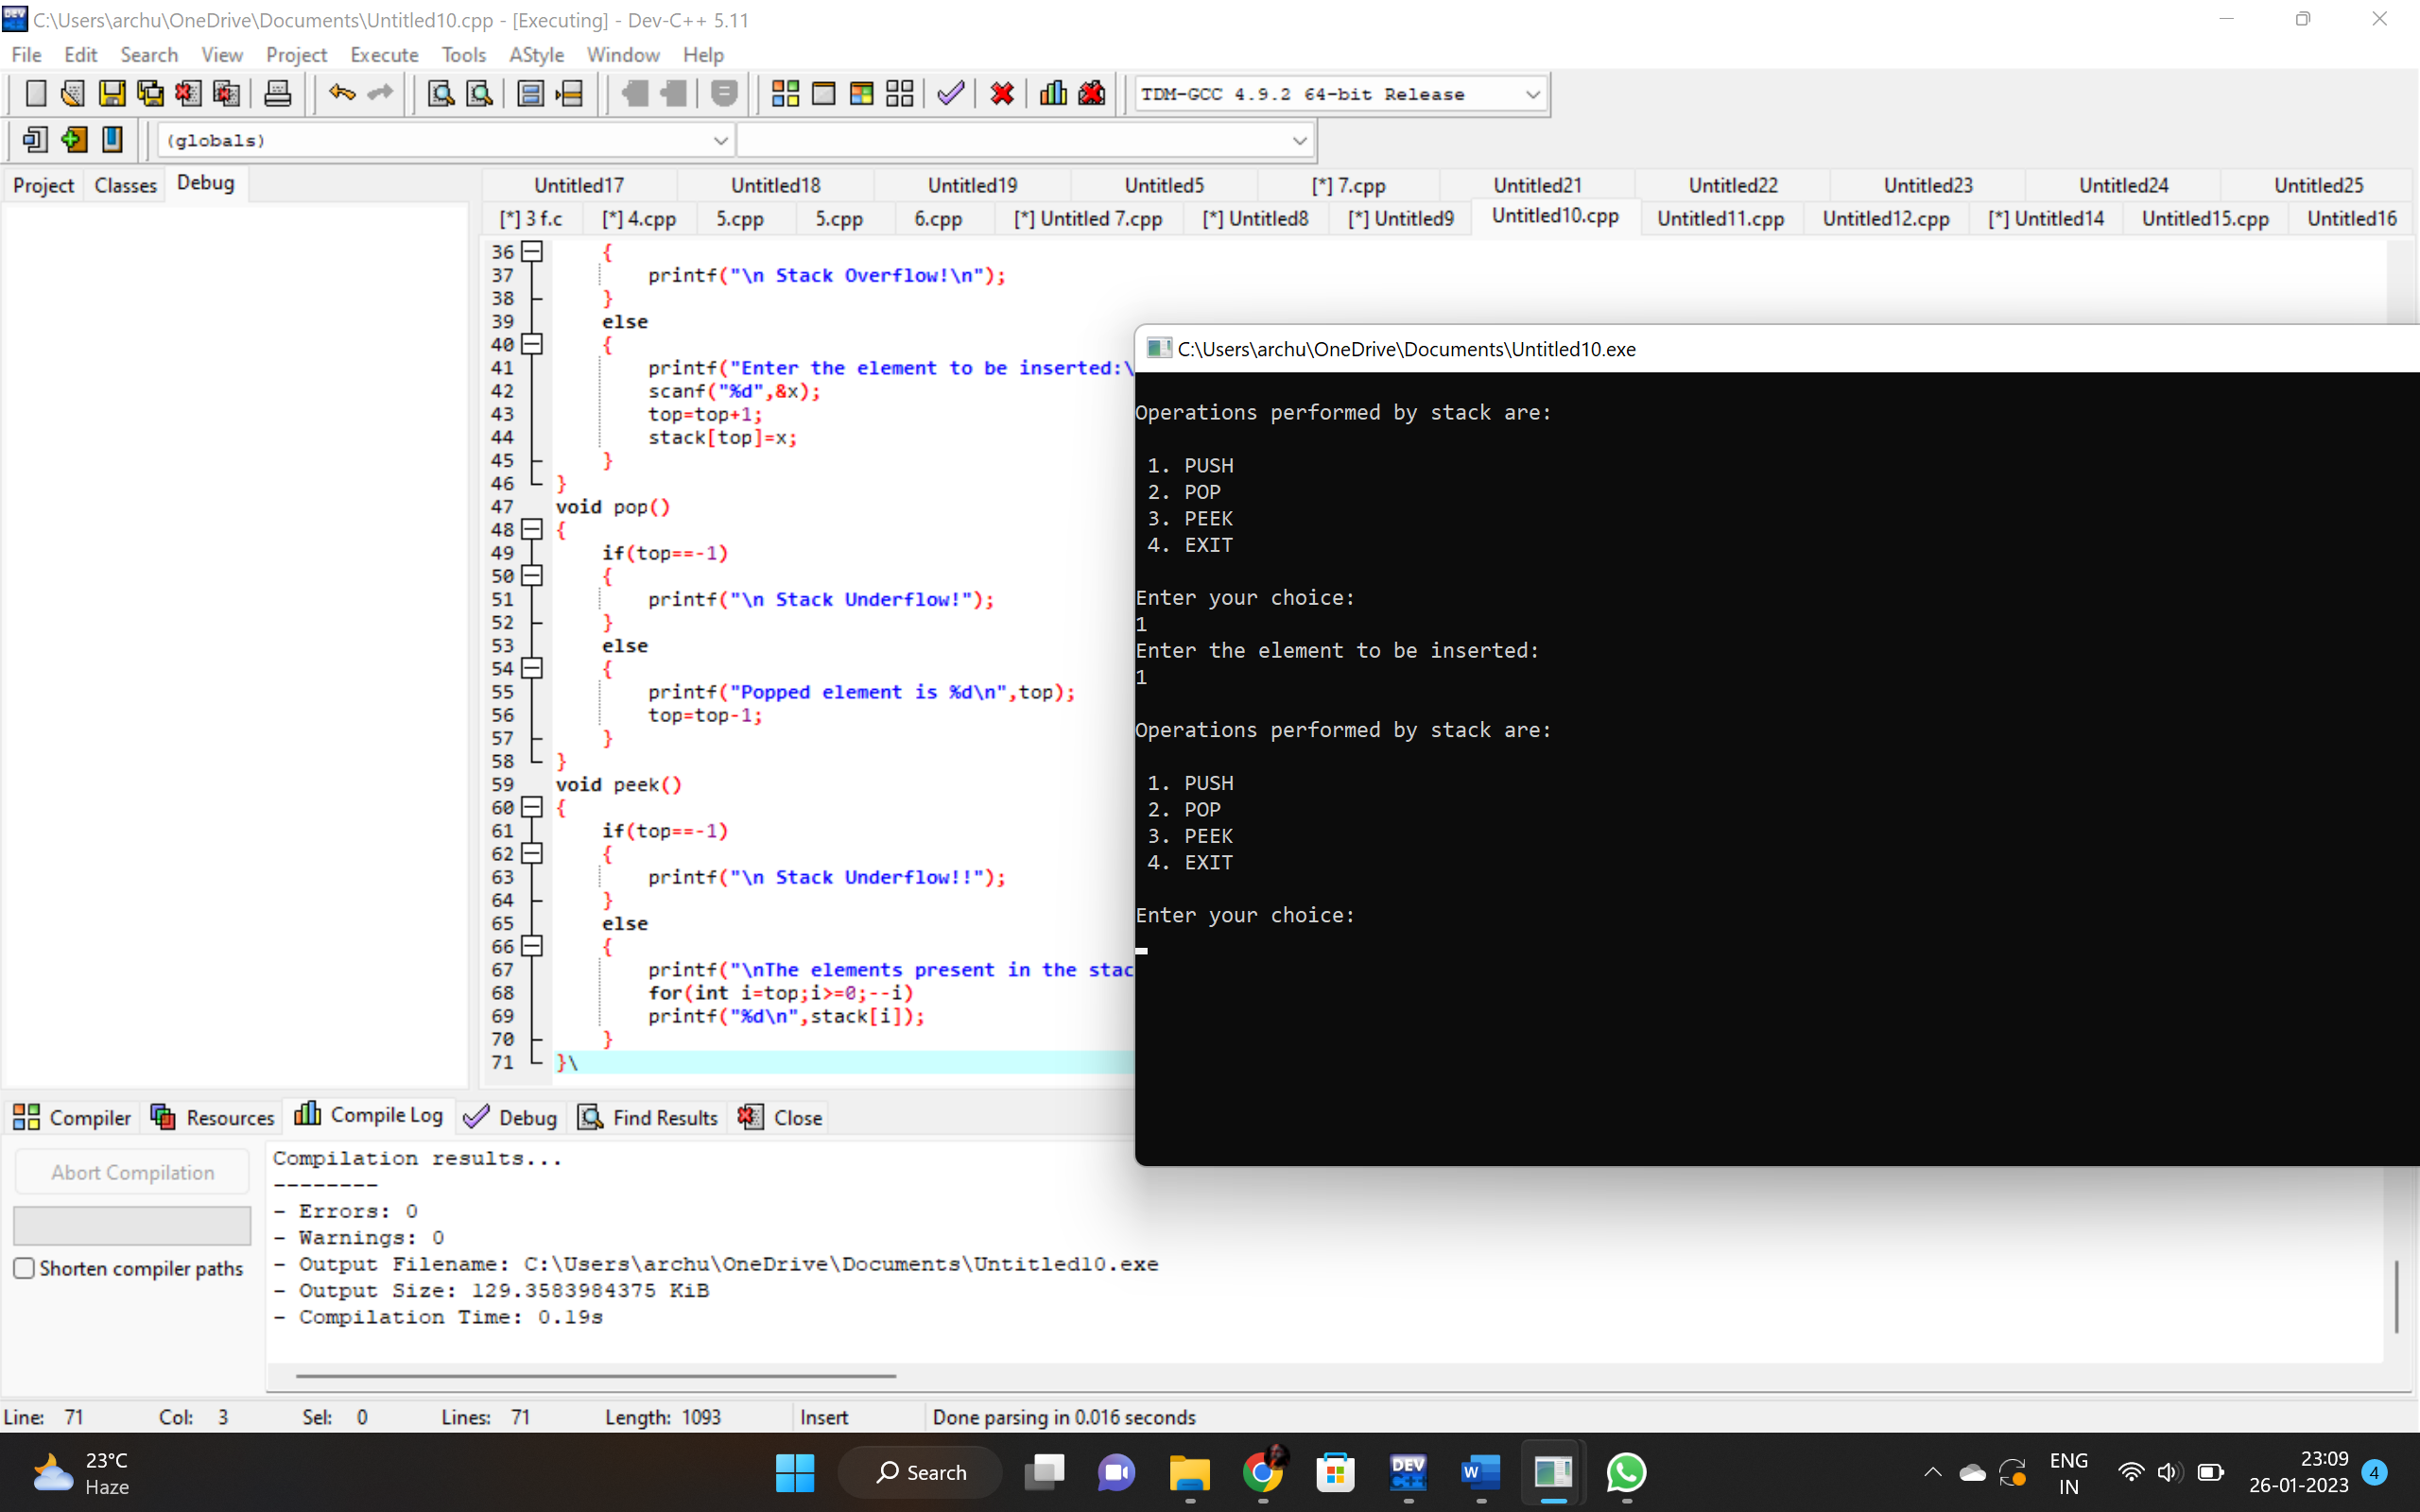 C:\Users\archu\OneDrive\Documents\Untitled10.cpp - [Executing] - Dev-C++ 5.11
File Edit Search View Project Execute Tools AStyle Window Help
TDM-GCC 4.9.2 64-bit Release
(globals)
Project Classes Debug
Untitled17 Untitled18 Untitled19 Untitled5 [*] 7.cpp Untitled21 Untitled22 Untitled23 Untitled24 Untitled25
[*] 3 f.c [*] 4.cpp 5.cpp 5.cpp 6.cpp [*] Untitled 7.cpp [*] Untitled8 [*] Untitled9 Untitled10.cpp Untitled11.cpp Untitled12.cpp [*] Untitled14 Untitled15.cpp Untitled16
36 {
37 printf("\n Stack Overflow!\n");
38 }
39 else
40 {
41 printf("Enter the element to be inserted:\
42 scanf("%d",&x);
43 top=top+1;
44 stack[top]=x;
45 }
46 }
47 void pop()
48 {
49 if(top==-1)
50 {
51 printf("\n Stack Underflow!");
52 }
53 else
54 {
55 printf("Popped element is %d\n",top);
56 top=top-1;
57 }
58 }
59 void peek()
60 {
61 if(top==-1)
62 {
63 printf("\n Stack Underflow!!");
64 }
65 else
66 {
67 printf("\nThe elements present in the stac
68 for(int i=top;i>=0;--i)
69 printf("%d\n",stack[i]);
70 }
71 }\
C:\Users\archu\OneDrive\Documents\Untitled10.exe
Operations performed by stack are:
1. PUSH
2. POP
3. PEEK
4. EXIT
Enter your choice:
1
Enter the element to be inserted:
1
Operations performed by stack are:
1. PUSH
2. POP
3. PEEK
4. EXIT
Enter your choice:
Compiler Resources Compile Log Debug Find Results Close
Abort Compilation
Shorten compiler paths
Compilation results...
--------
- Errors: 0
- Warnings: 0
- Output Filename: C:\Users\archu\OneDrive\Documents\Untitled10.exe
- Output Size: 129.3583984375 KiB
- Compilation Time: 0.19s
Line: 71 Col: 3 Sel: 0 Lines: 71 Length: 1093 Insert Done parsing in 0.016 seconds
23°C
Haze
Search
DEV
C++
W
ENG
IN
23:09
26-01-2023
4